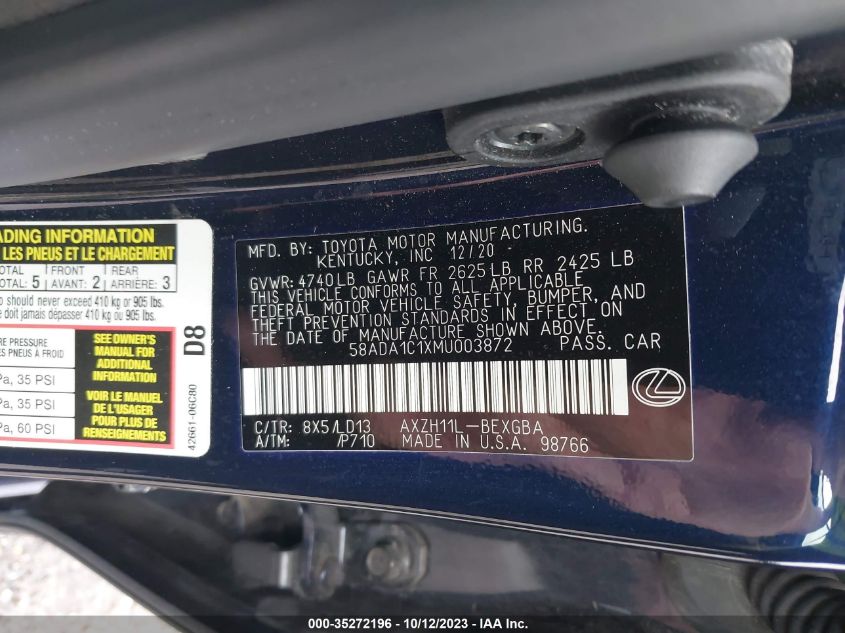 ADING INFORMATION
LES PNEUS ET LE CHARGEMENT
OTAL FRONT REAR
OTAL: 5 AVANT: 2 ARRIÈRE: 3
should never exceed 410 kg or 905 lbs.
doit jamais dépasser 410 kg ou 905 lbs.
PRESSURE
PNEUS À FROID
Pa, 35 PSI
Pa, 35 PSI
Pa, 60 PSI
SEE OWNER'S
MANUAL FOR
ADDITIONAL
INFORMATION
VOIR LE MANUEL
DE L'USAGER
POUR PLUS DE
RENSEIGNEMENTS
D8
42661-06C80
MFD. BY: TOYOTA MOTOR MANUFACTURING.
KENTUCKY, INC 12/20
GVWR: 4740LB GAWR FR 2625LB RR 2425 LB
THIS VEHICLE CONFORMS TO ALL APPLICABLE
FEDERAL MOTOR VEHICLE SAFETY, BUMPER, AND
THEFT PREVENTION STANDARDS IN EFFECT ON
THE DATE OF MANUFACTURE SHOWN ABOVE.
58ADA1C1XMU003872 PASS. CAR
C/TR: 8X5/LD13 AXZH11L-BEXGBA
A/TM: /P710 MADE IN U.S.A. 98766
000-35272196 - 10/12/2023 - IAA Inc.